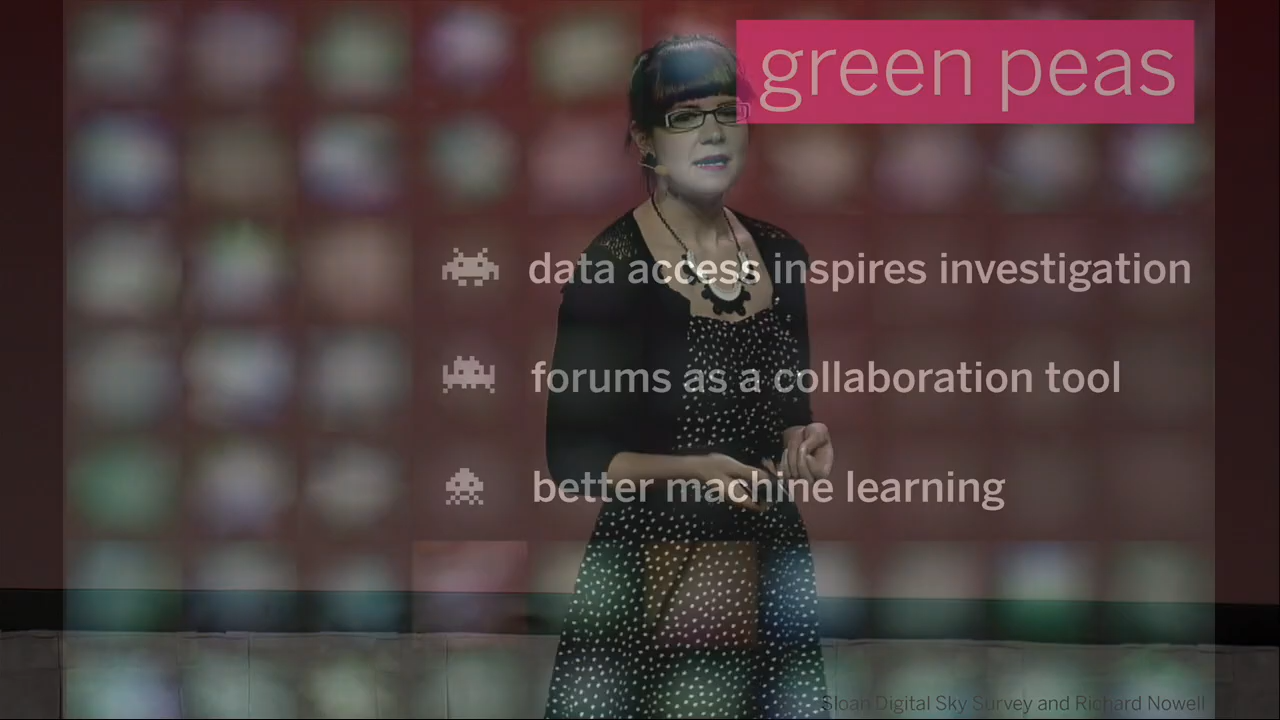 green peas
data access inspires investigation
forums as a collaboration tool
better machine learning
Sloan Digital Sky Survey and Richard Nowell